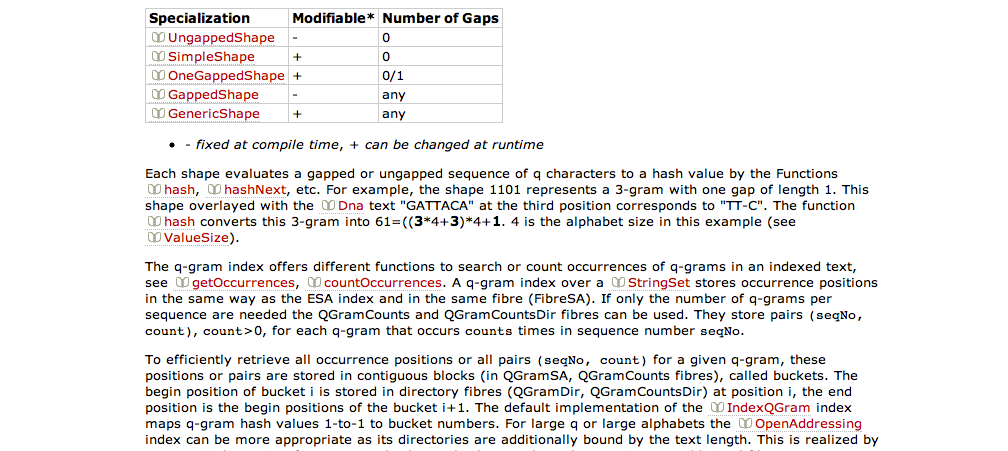 Specialization Modifiable* Number of Gaps
UngappedShape - 0
SimpleShape + 0
OneGappedShape + 0/1
GappedShape - any
GenericShape + any
• - fixed at compile time, + can be changed at runtime
Each shape evaluates a gapped or ungapped sequence of q characters to a hash value by the Functions
hash, hashNext, etc. For example, the shape 1101 represents a 3-gram with one gap of length 1. This
shape overlayed with the Dna text "GATTACA" at the third position corresponds to "TT-C". The function
hash converts this 3-gram into 61=((3*4+3)*4+1. 4 is the alphabet size in this example (see
ValueSize).
The q-gram index offers different functions to search or count occurrences of q-grams in an indexed text,
see getOccurrences, countOccurrences. A q-gram index over a StringSet stores occurrence positions
in the same way as the ESA index and in the same fibre (FibreSA). If only the number of q-grams per
sequence are needed the QGramCounts and QGramCountsDir fibres can be used. They store pairs (seqNo,
count), count>0, for each q-gram that occurs counts times in sequence number seqNo.
To efficiently retrieve all occurrence positions or all pairs (seqNo, count) for a given q-gram, these
positions or pairs are stored in contiguous blocks (in QGramSA, QGramCounts fibres), called buckets. The
begin position of bucket i is stored in directory fibres (QGramDir, QGramCountsDir) at position i, the end
position is the begin positions of the bucket i+1. The default implementation of the IndexQGram index
maps q-gram hash values 1-to-1 to bucket numbers. For large q or large alphabets the OpenAddressing
index can be more appropriate as its directories are additionally bound by the text length. This is realized by